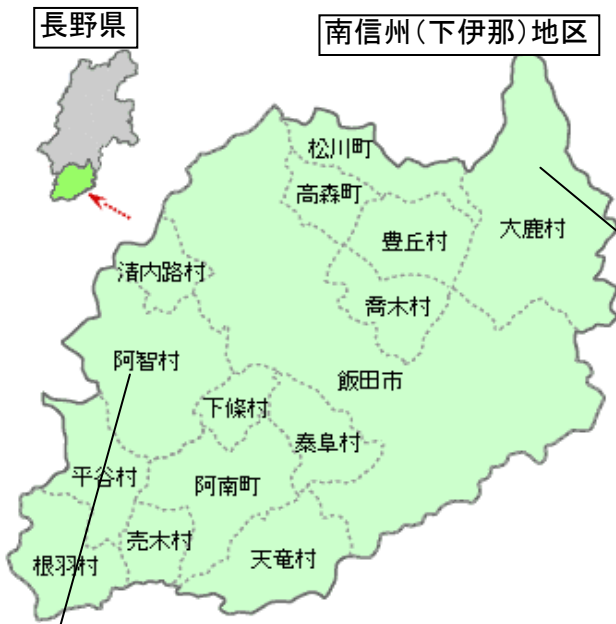 長野県
南信州(下伊那)地区
松川町
高森町
豊丘村
大鹿村
清内路村
喬木村
阿智村
飯田市
下條村
泰阜村
平谷村
阿南町
売木村
天竜村
根羽村